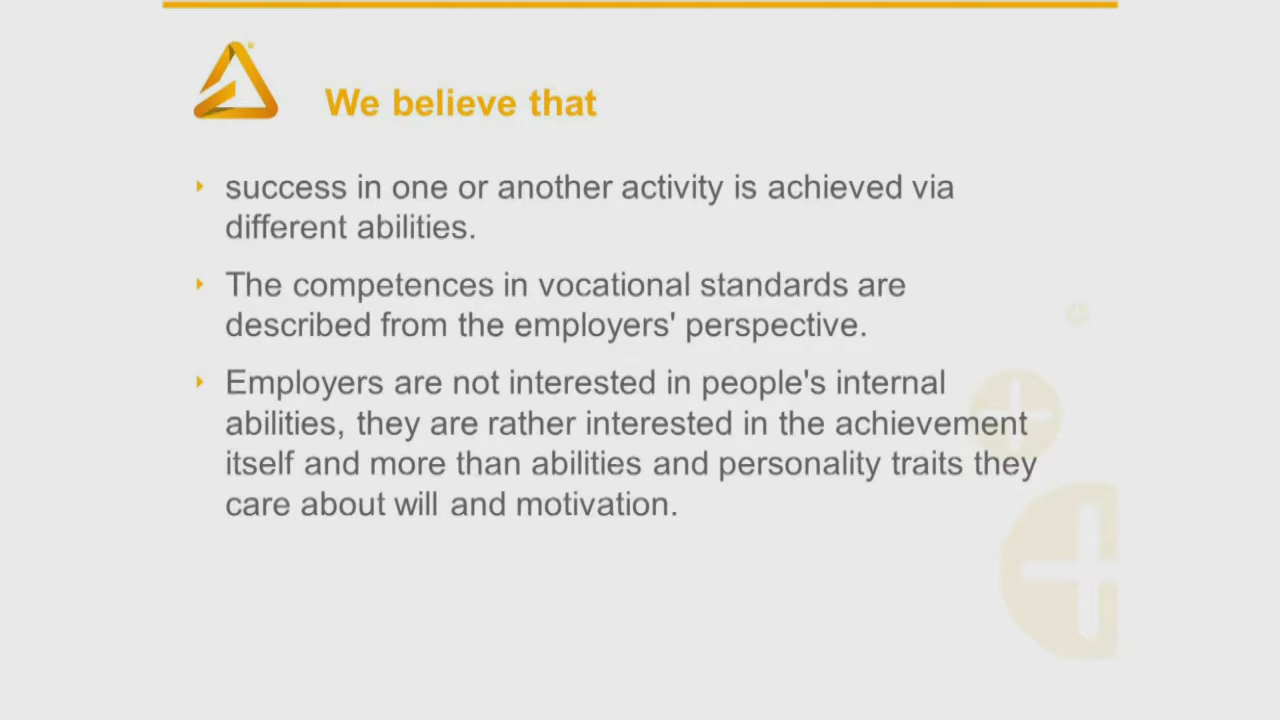 We believe that
success in one or another activity is achieved via
different abilities.
The competences in vocational standards are
described from the employers' perspective.
Employers are not interested in people's internal
abilities, they are rather interested in the achievement
itself and more than abilities and personality traits they
care about will and motivation.